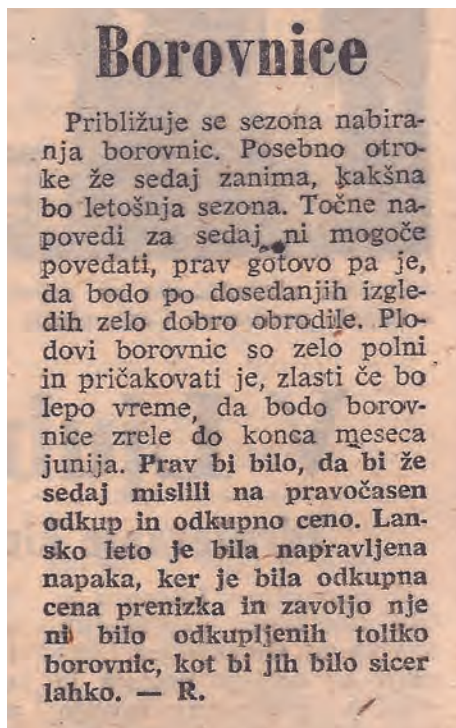 Borovnice
Približuje se sezona nabira-
nja borovnic. Posebno otro-
ke že sedaj zanima, kakšna
bo letošnja sezona. Točne na-
povedi za sedaj ni mogoče
povedati, prav gotovo pa je,
da bodo po dosedanjih izgle-
dih zelo dobro obrodile. Plo-
dovi borovnic so zelo polni
in pričakovati je, zlasti če bo
lepo vreme, da bodo borov-
nice zrele do konca meseca
junija. Prav bi bilo, da bi že
sedaj mislili na pravočasen
odkup in odkupno ceno. Lan-
sko leto je bila napravljena
napaka, ker je bila odkupna
cena prenizka in zavoljo nje
ni bilo odkupljenih toliko
borovnic, kot bi jih bilo sicer
lahko. — R.